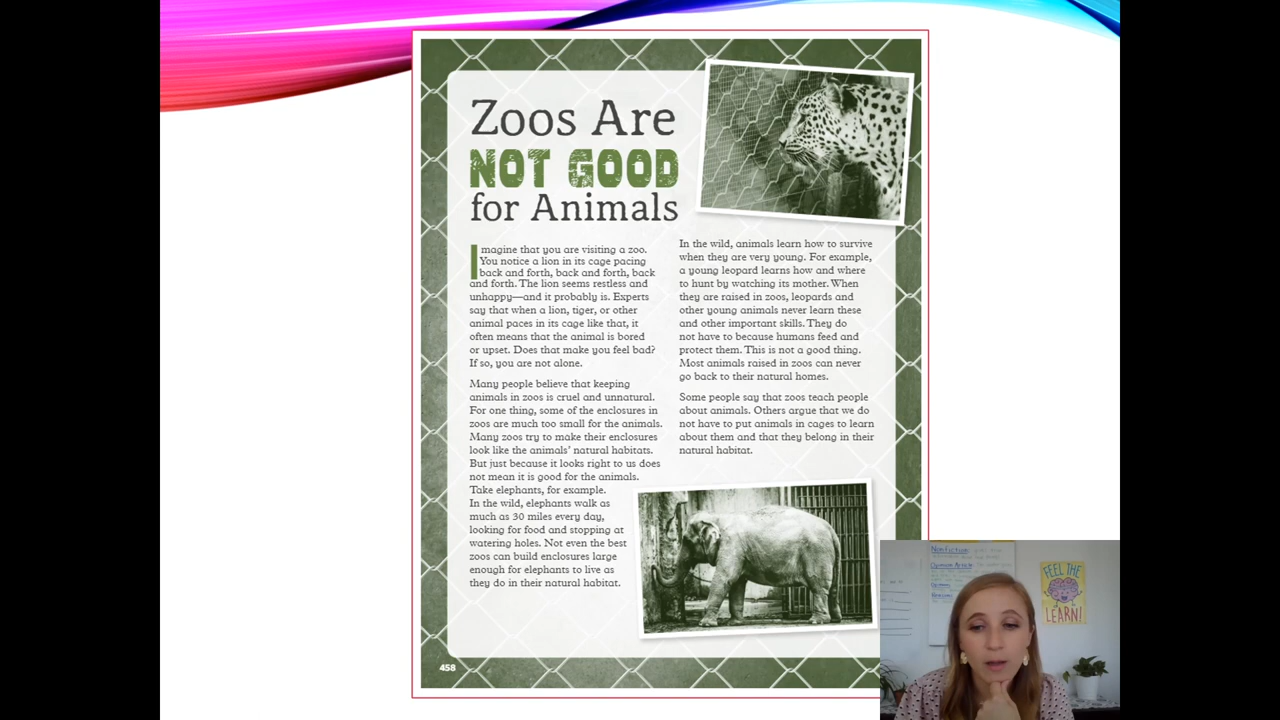 Zoos Are
NOT GOOD
for Animals
Imagine that you are visiting a zoo.
You notice a lion in its cage pacing
back and forth, back and forth, back
and forth. The lion seems restless and
unhappy—and it probably is. Experts
say that when a lion, tiger, or other
animal paces in its cage like that, it
often means that the animal is bored
or upset. Does that make you feel bad?
If so, you are not alone.
Many people believe that keeping
animals in zoos is cruel and unnatural.
For one thing, some of the enclosures in
zoos are much too small for the animals.
Many zoos try to make their enclosures
look like the animals' natural habitats.
But just because it looks right to us does
not mean it is good for the animals.
Take elephants, for example.
In the wild, elephants walk as
much as 30 miles every day,
looking for food and stopping at
watering holes. Not even the best
zoos can build enclosures large
enough for elephants to live as
they do in their natural habitat.
In the wild, animals learn how to survive
when they are very young. For example,
a young leopard learns how and where
to hunt by watching its mother. When
they are raised in zoos, leopards and
other young animals never learn these
and other important skills. They do
not have to because humans feed and
protect them. This is not a good thing.
Most animals raised in zoos can never
go back to their natural homes.
Some people say that zoos teach people
about animals. Others argue that we do
not have to put animals in cages to learn
about them and that they belong in their
natural habitat.
458
Nonfiction
Opinion Article
FEEL THE
LEARN!